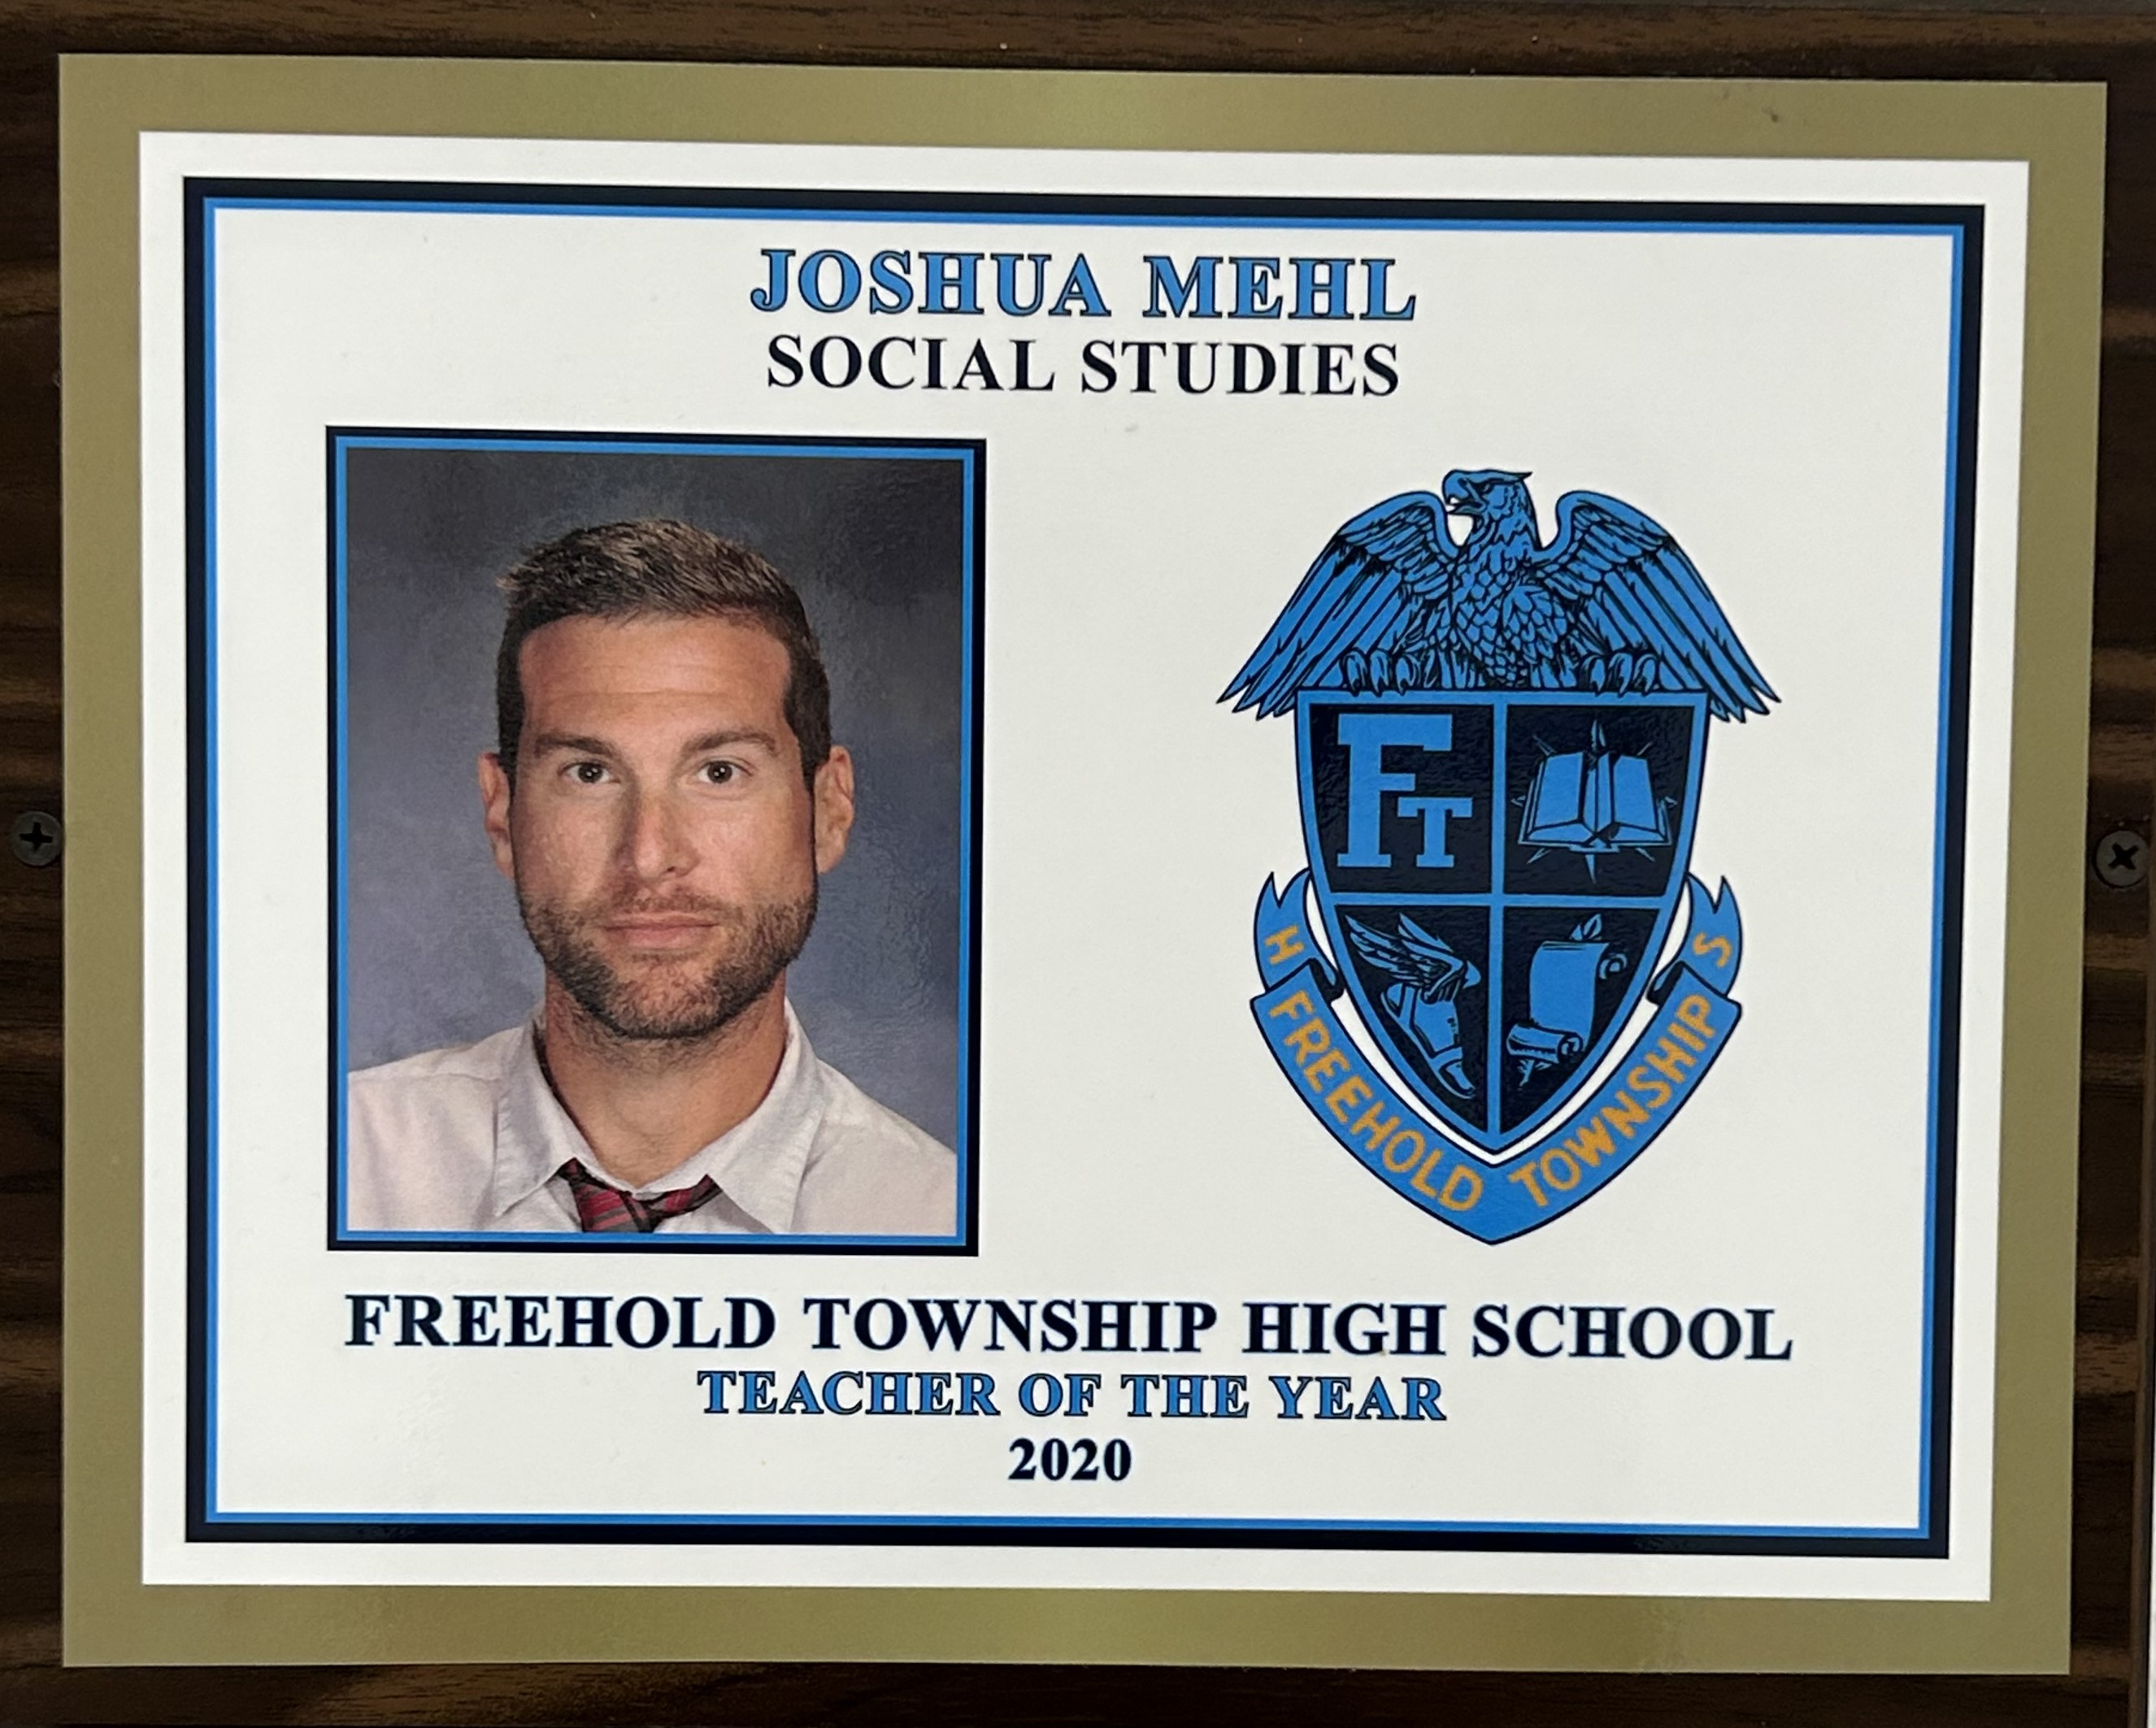 JOSHUA MEHL
SOCIAL STUDIES
FT
H S
FREEHOLD TOWNSHIP
FREEHOLD TOWNSHIP HIGH SCHOOL
TEACHER OF THE YEAR
2020